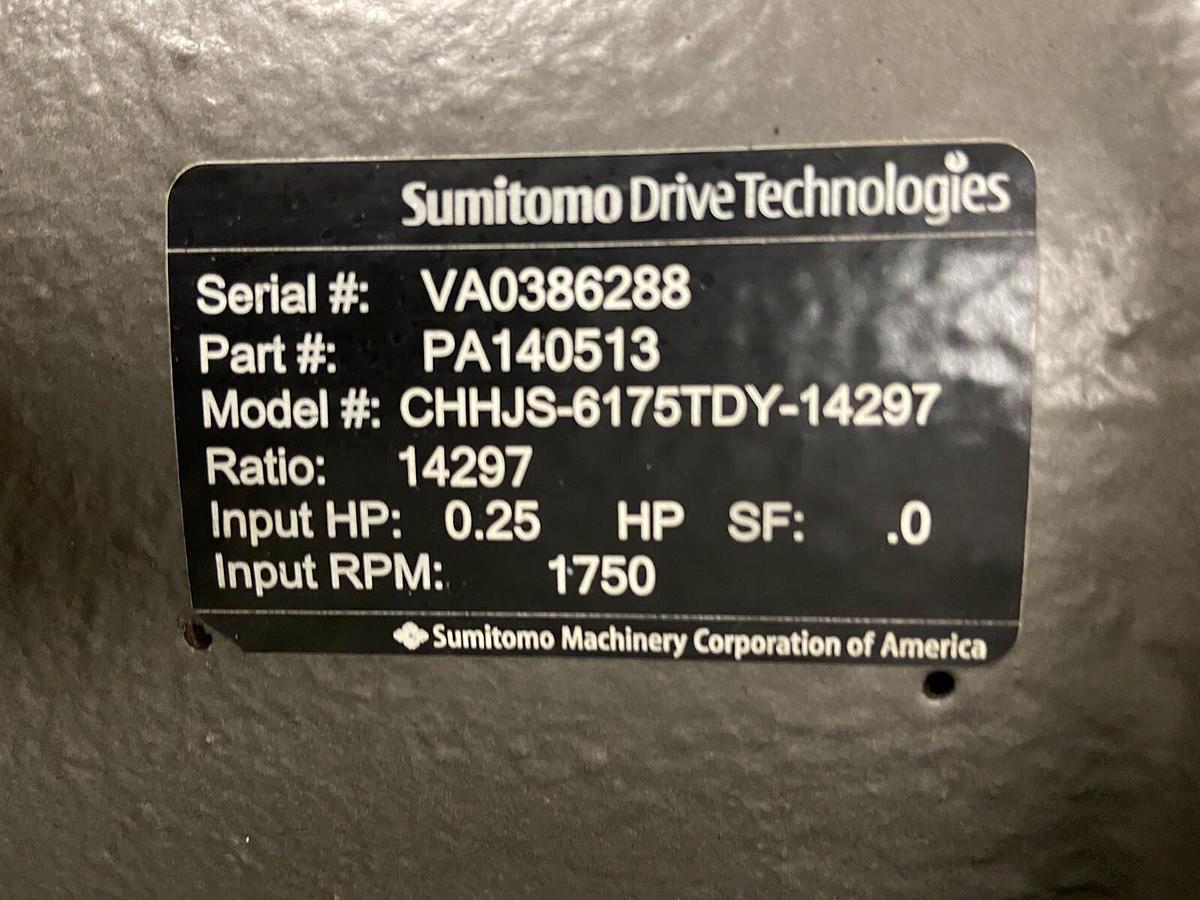 Sumitomo Drive Technologies
Serial #: VA0386288
Part #: PA140513
Model #: CHHJS-6175TDY-14297
Ratio: 14297
Input HP: 0.25 HP SF: .0
Input RPM: 1750
Sumitomo Machinery Corporation of America